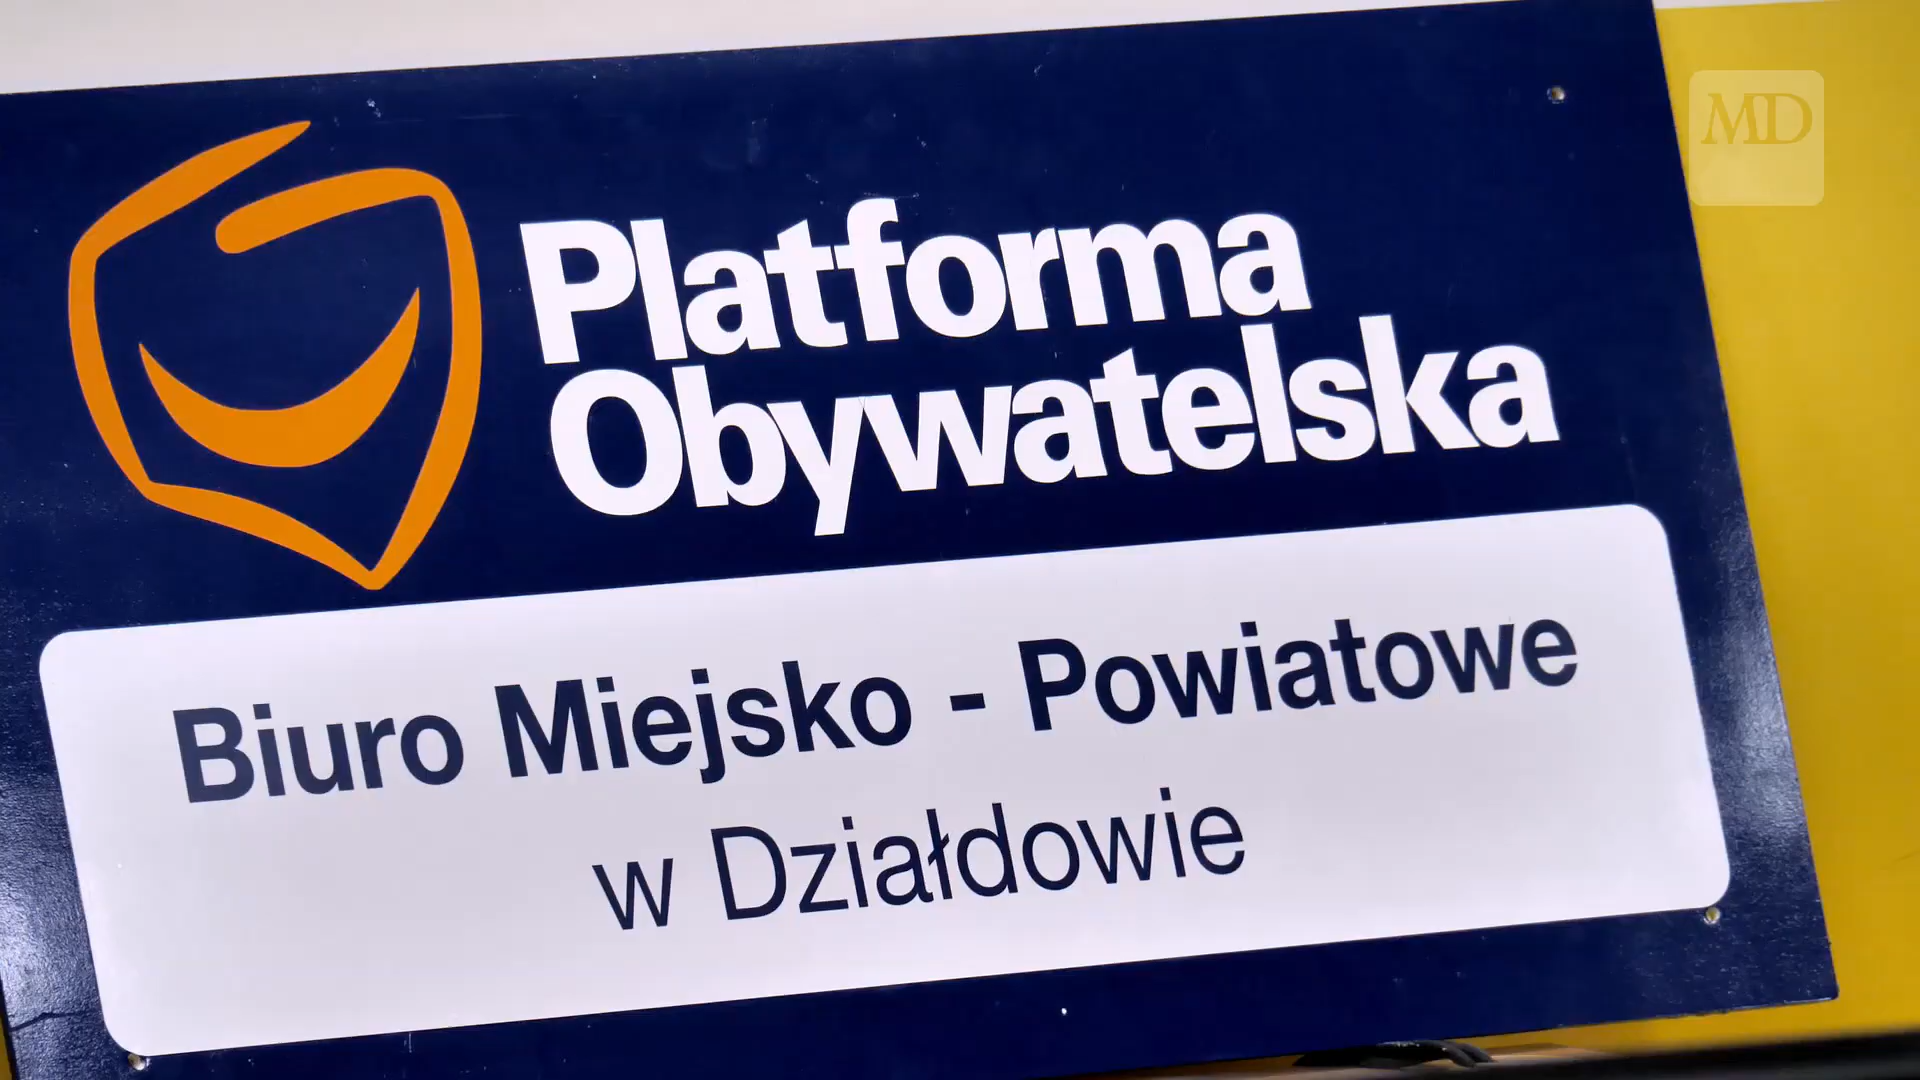 MD
Platforma
Obywatelska
Biuro Miejsko - Powiatowe
w Działdowie